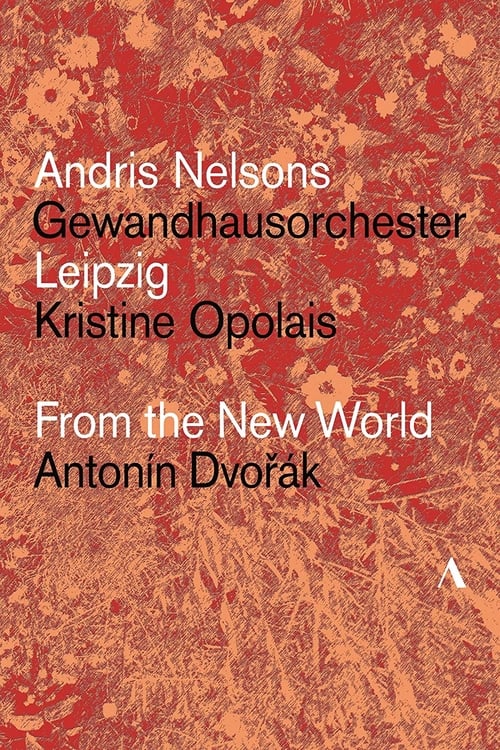 Andris Nelsons
Gewandhausorchester
Leipzig
Kristine Opolais
From the New World
Antonín Dvořák